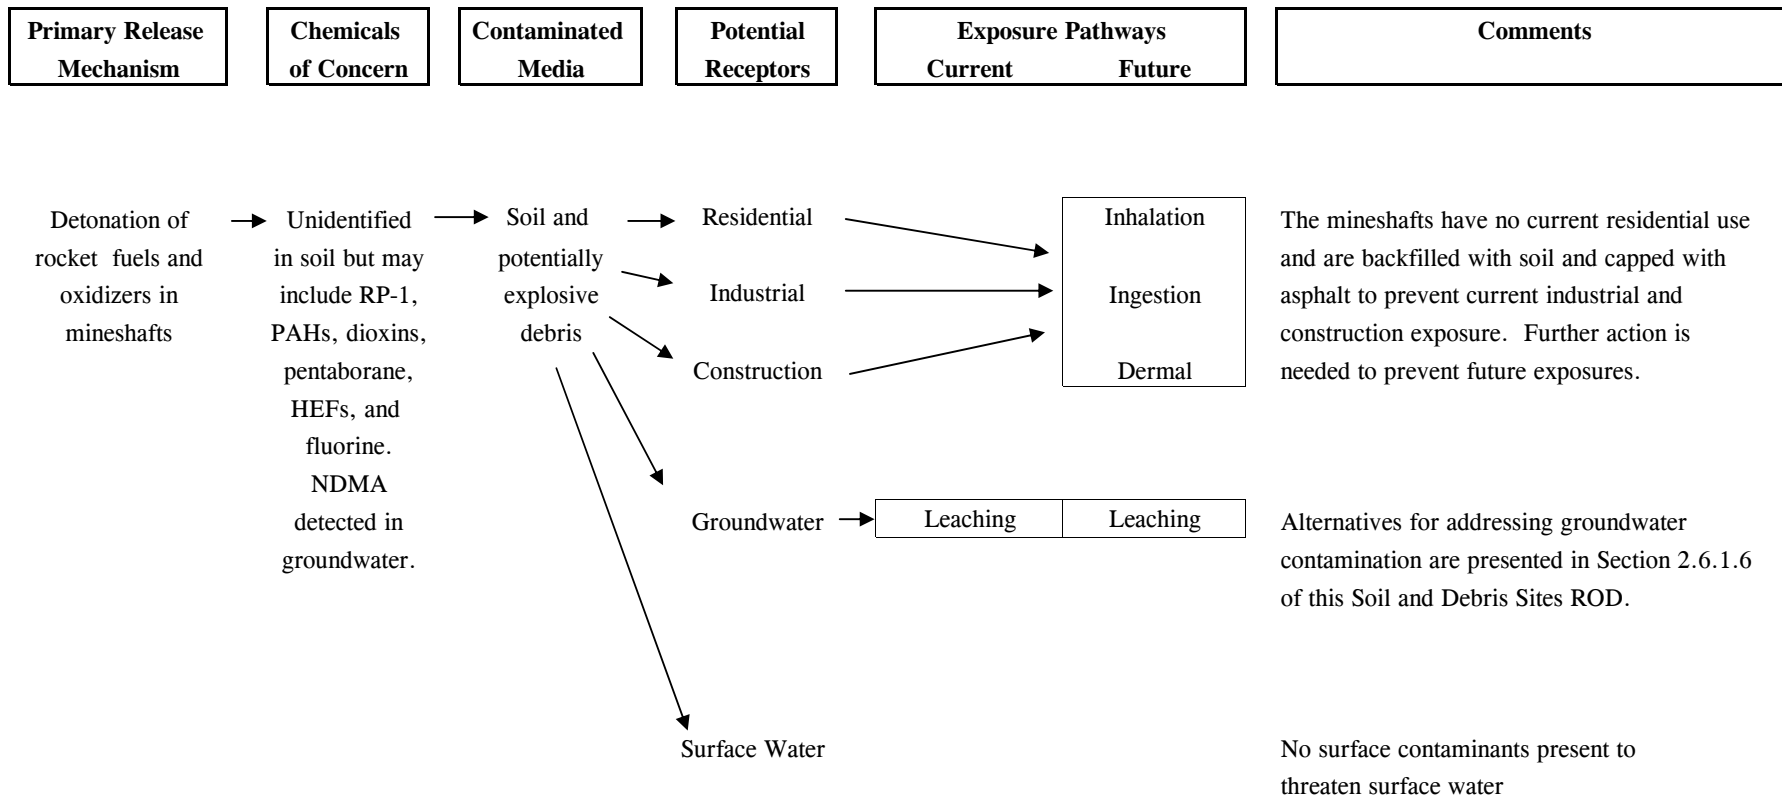 Primary Release
Mechanism
Chemicals
of Concern
Contaminated
Media
Potential
Receptors
Exposure Pathways
Current Future
Comments
Detonation of
rocket fuels and
oxidizers in
mineshafts
Unidentified
in soil but may
include RP-1,
PAHs, dioxins,
pentaborane,
HEFs, and
fluorine.
NDMA
detected in
groundwater.
Soil and
potentially
explosive
debris
Residential
Industrial
Construction
Inhalation
Ingestion
Dermal
The mineshafts have no current residential use
and are backfilled with soil and capped with
asphalt to prevent current industrial and
construction exposure. Further action is
needed to prevent future exposures.
Groundwater
Leaching
Leaching
Alternatives for addressing groundwater
contamination are presented in Section 2.6.1.6
of this Soil and Debris Sites ROD.
Surface Water
No surface contaminants present to
threaten surface water